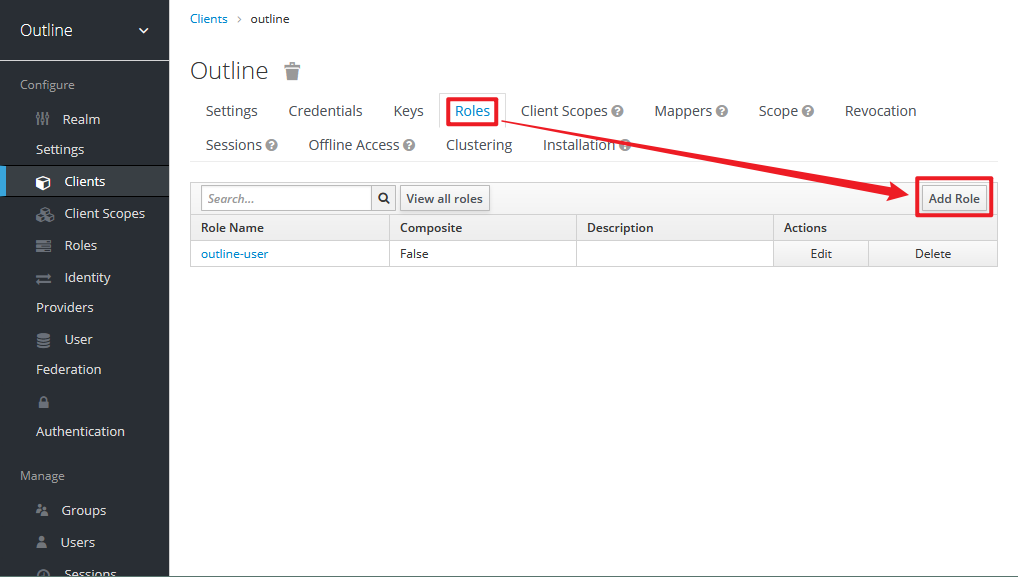 Outline
Configure
Realm
Settings
Clients
Client Scopes
Roles
Identity
Providers
User
Federation
Authentication
Manage
Groups
Users
Sessions
Clients > outline
Outline
Settings Credentials Keys Roles Client Scopes ? Mappers ? Scope ? Revocation
Sessions ? Offline Access ? Clustering Installation ?
Search... View all roles Add Role
Role Name Composite Description Actions
outline-user False Edit Delete